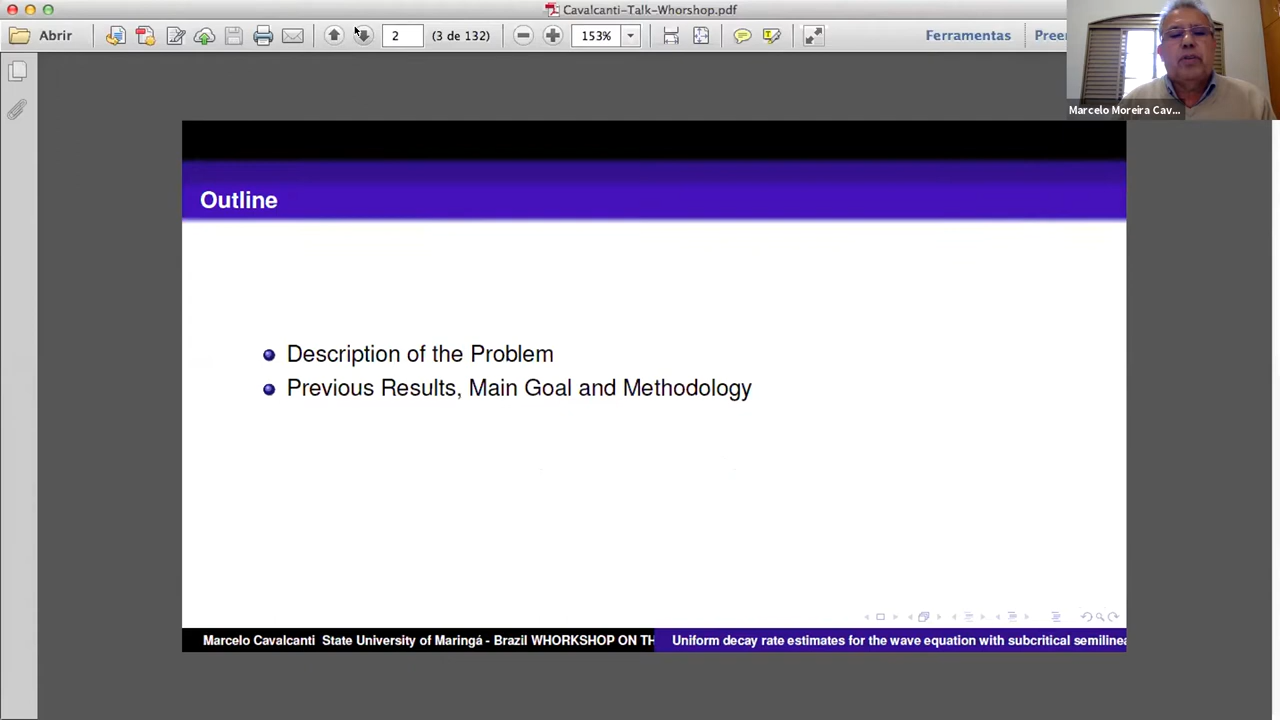 Cavalcanti-Talk-Whorshop.pdf
Abrir
2
(3 de 132)
153%
Ferramentas
Preen
Marcelo Moreira Cav...
Outline
Description of the Problem
Previous Results, Main Goal and Methodology
Marcelo Cavalcanti State University of Maringá - Brazil WHORKSHOP ON TH
Uniform decay rate estimates for the wave equation with subcritical semilinea